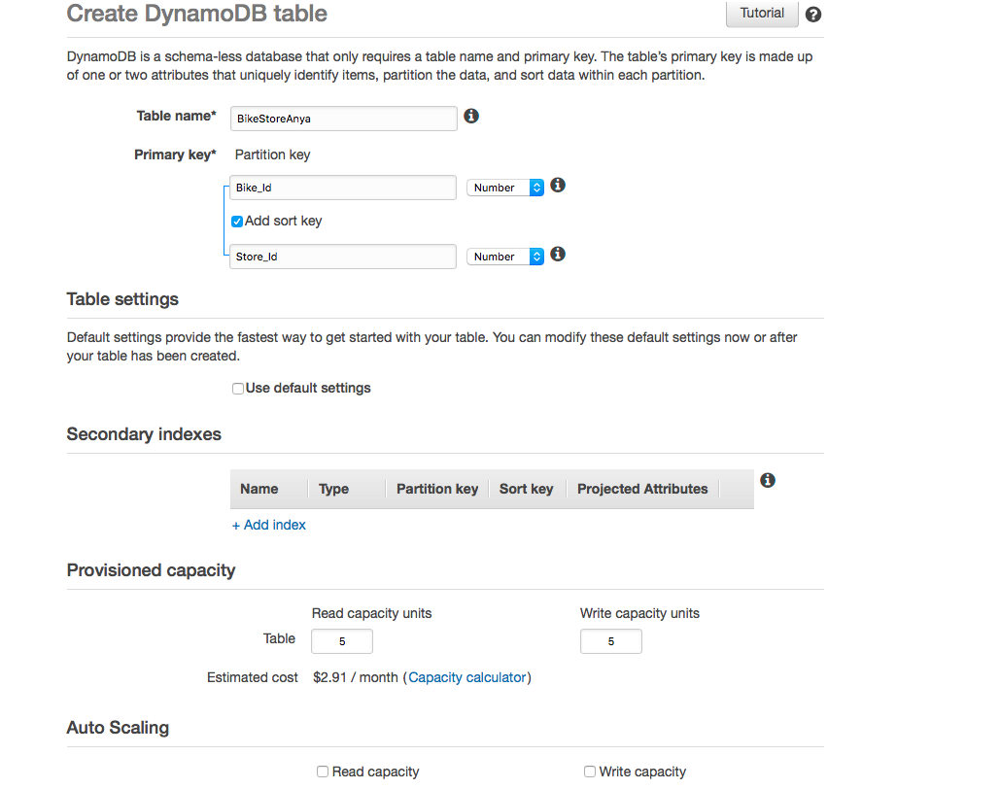 Create DynamoDB table
Tutorial
DynamoDB is a schema-less database that only requires a table name and primary key. The table's primary key is made up
of one or two attributes that uniquely identify items, partition the data, and sort data within each partition.
Table name*
BikeStoreAnya
Primary key*
Partition key
Bike_Id
Number
Add sort key
Store_Id
Number
Table settings
Default settings provide the fastest way to get started with your table. You can modify these default settings now or after
your table has been created.
Use default settings
Secondary indexes
Name Type Partition key Sort key Projected Attributes
+ Add index
Provisioned capacity
Read capacity units Write capacity units
Table 5 5
Estimated cost $2.91 / month (Capacity calculator)
Auto Scaling
Read capacity Write capacity